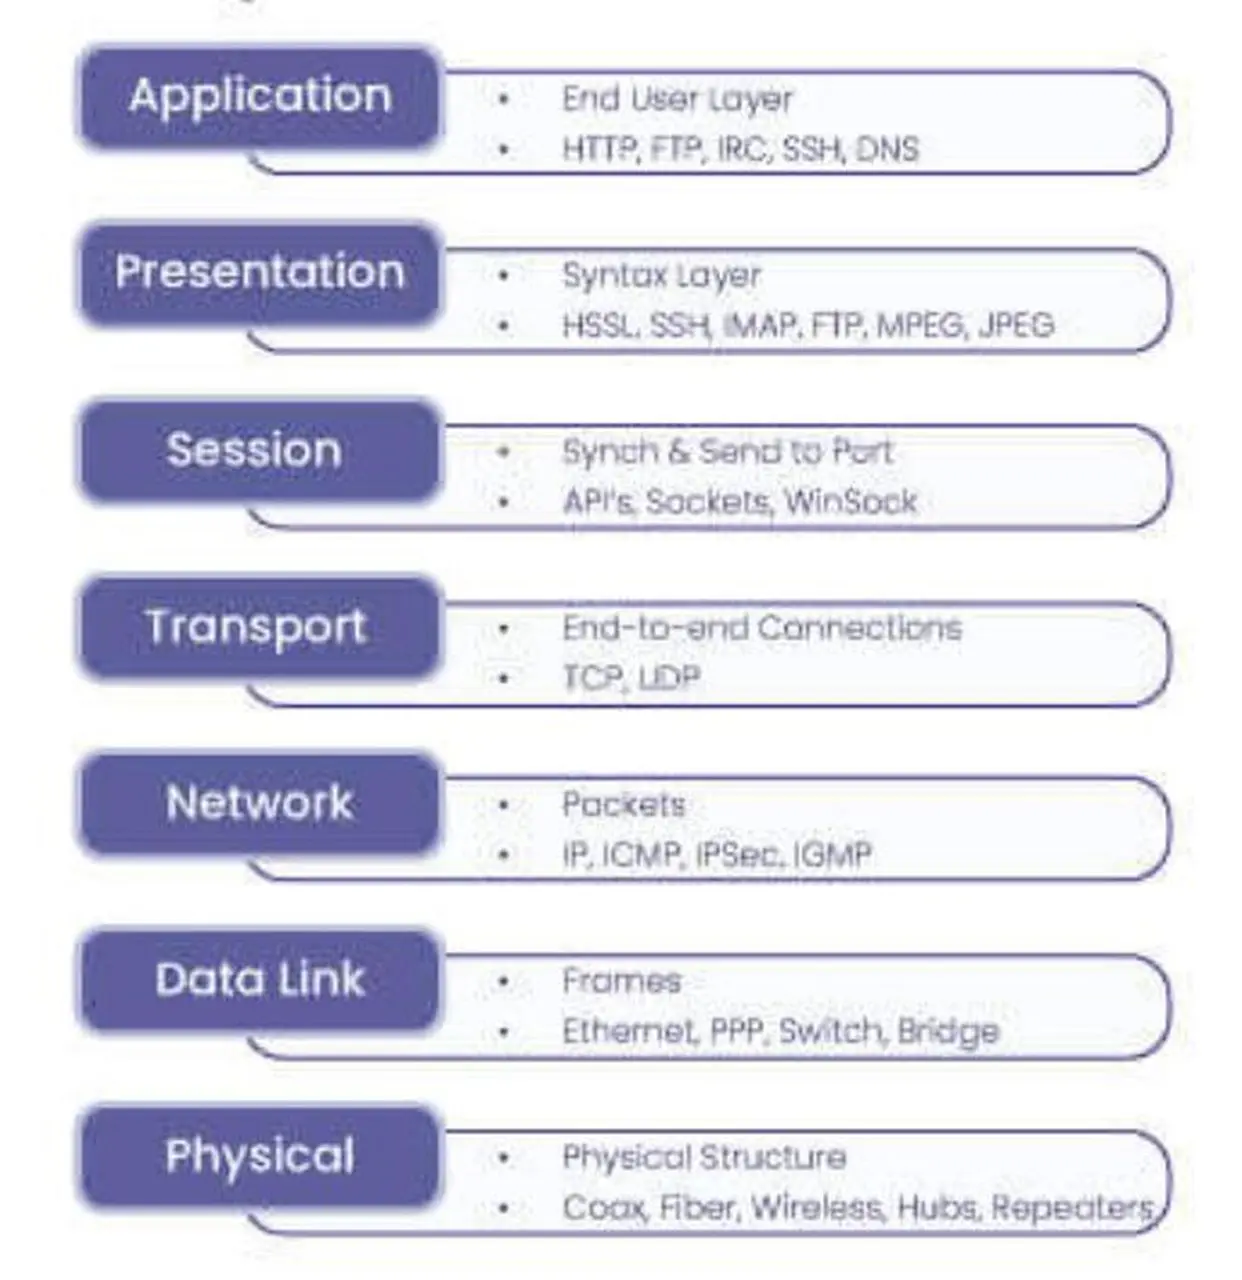 Application
• End User Layer
• HTTP, FTP, IRC, SSH, DNS
Presentation
• Syntax Layer
• HSSL, SSH, IMAP, FTP, MPEG, JPEG
Session
• Synch & Send to Port
• API's, Sockets, WinSock
Transport
• End-to-end Connections
• TCP, UDP
Network
• Packets
• IP, ICMP, IPSec, IGMP
Data Link
• Frames
• Ethernet, PPP, Switch, Bridge
Physical
• Physical Structure
• Coax, Fiber, Wireless, Hubs, Repeaters